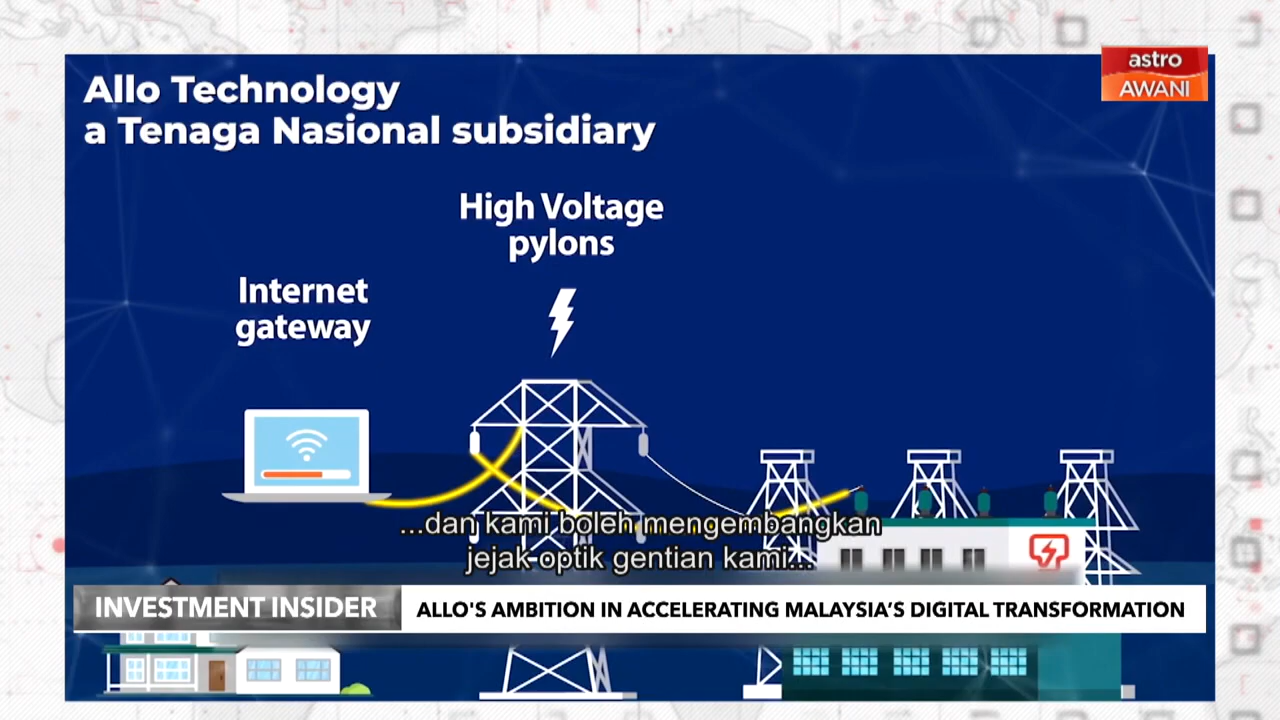 astro
AWANI
Allo Technology
a Tenaga Nasional subsidiary
High Voltage
pylons
Internet
gateway
...dan kami boleh mengembangkan
jejak optik gentian kami...
INVESTMENT INSIDER
ALLO'S AMBITION IN ACCELERATING MALAYSIA'S DIGITAL TRANSFORMATION